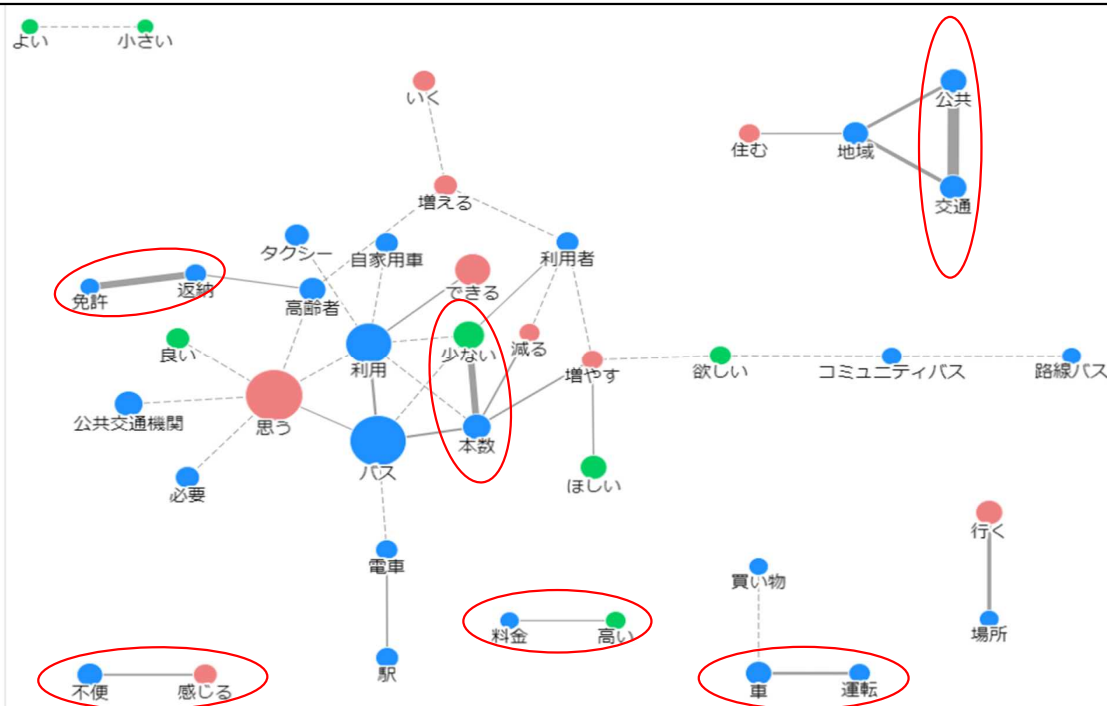 よい
小さい
いく
公共
住む
地域
増える
交通
タクシー
自家用車
利用者
免許
返納
高齢者
できる
良い
利用
少ない
減る
増やす
欲しい
コミュニティバス
路線バス
公共交通機関
思う
バス
本数
必要
ほしい
行く
電車
買い物
料金
高い
場所
駅
不便
感じる
車
運転